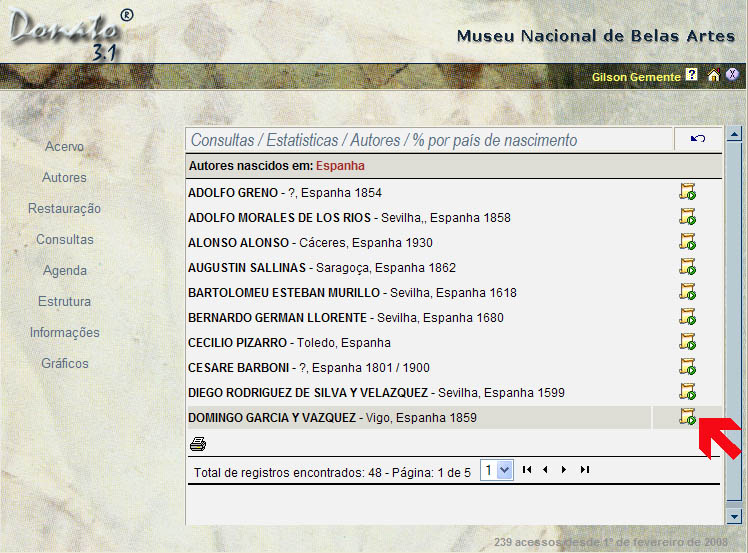 Donato ®
3.1
Museu Nacional de Belas Artes
Gilson Gemente ?
Acervo
Autores
Restauração
Consultas
Agenda
Estrutura
Informações
Gráficos
Consultas / Estatisticas / Autores / % por país de nascimento
Autores nascidos em: Espanha
ADOLFO GRENO - ?, Espanha 1854
ADOLFO MORALES DE LOS RIOS - Sevilha,, Espanha 1858
ALONSO ALONSO - Cáceres, Espanha 1930
AUGUSTIN SALLINAS - Saragoça, Espanha 1862
BARTOLOMEU ESTEBAN MURILLO - Sevilha, Espanha 1618
BERNARDO GERMAN LLORENTE - Sevilha, Espanha 1680
CECILIO PIZARRO - Toledo, Espanha
CESARE BARBONI - ?, Espanha 1801 / 1900
DIEGO RODRIGUEZ DE SILVA Y VELAZQUEZ - Sevilha, Espanha 1599
DOMINGO GARCIA Y VAZQUEZ - Vigo, Espanha 1859
Total de registros encontrados: 48 - Página: 1 de 5 1
239 acessos desde 1º de fevereiro de 2008